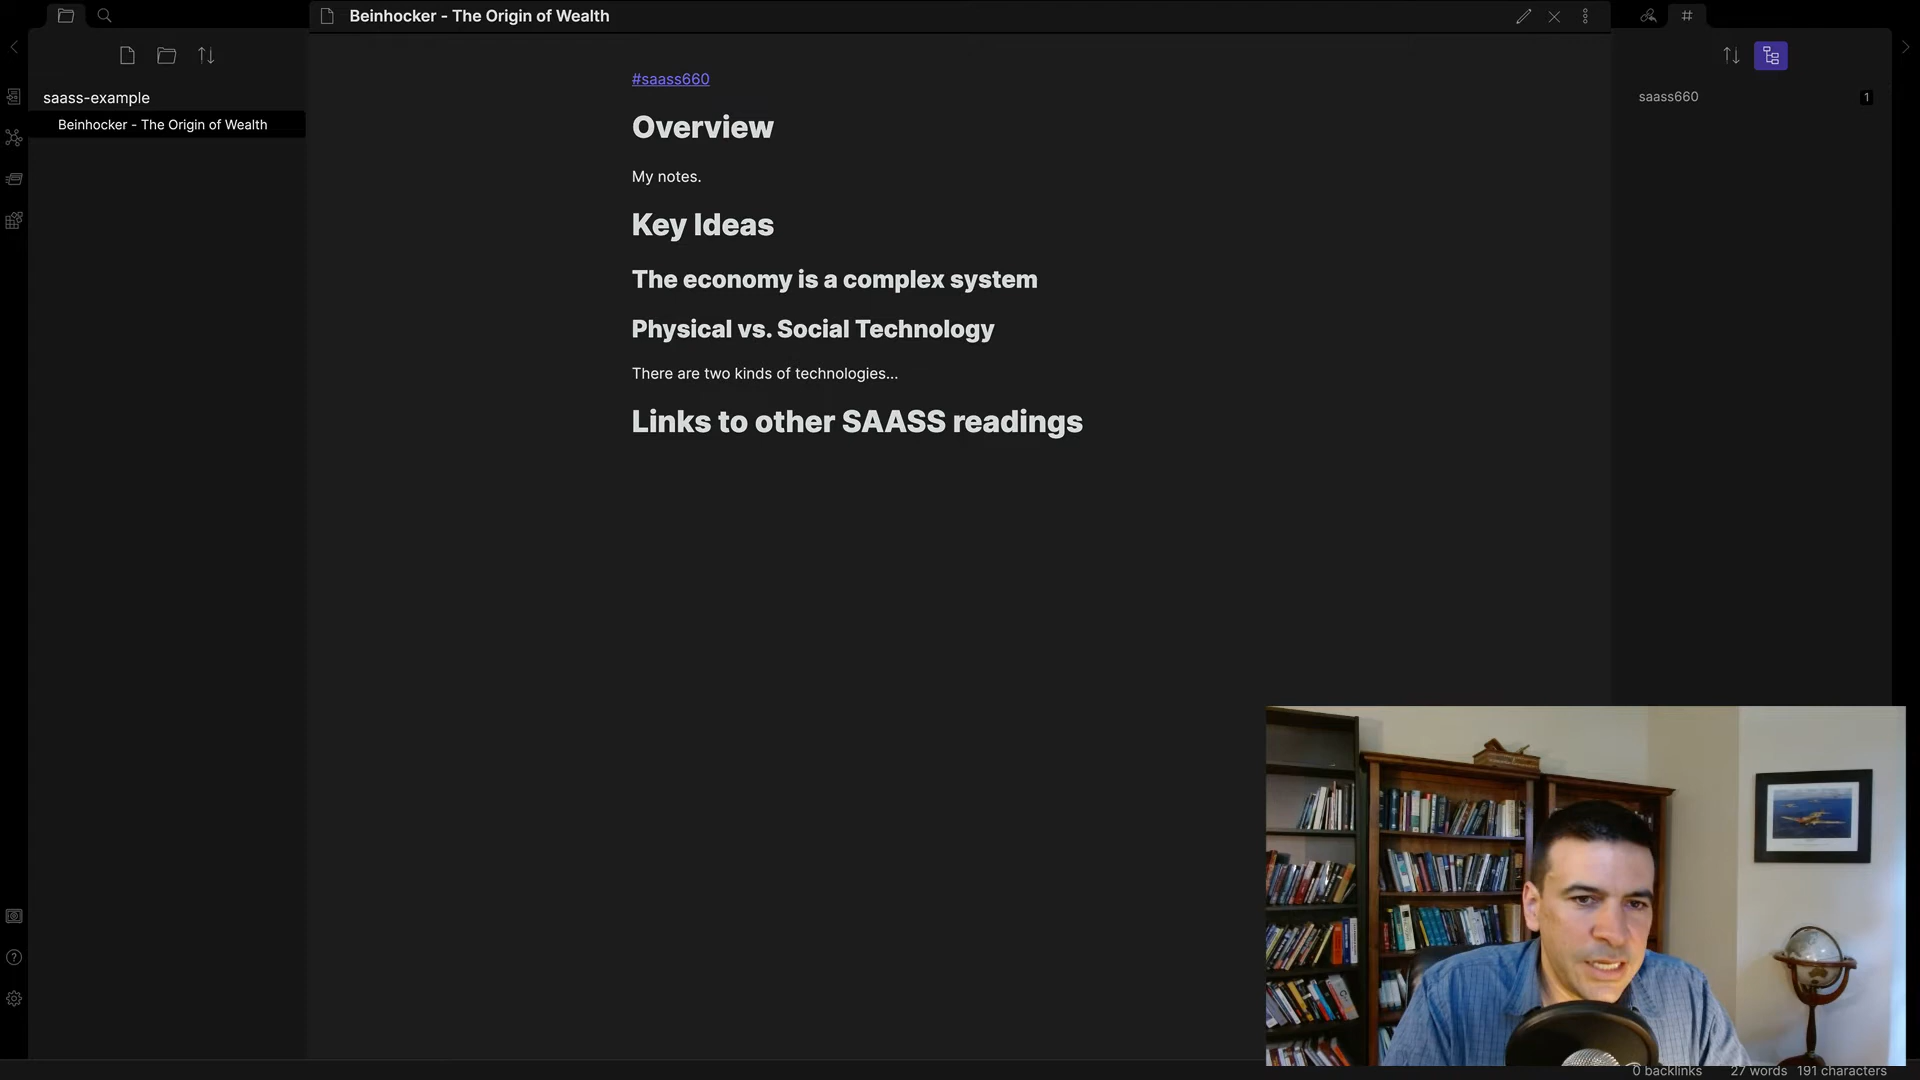 Beinhocker - The Origin of Wealth
saass-example
Beinhocker - The Origin of Wealth
#saass660
Overview
My notes.
Key Ideas
The economy is a complex system
Physical vs. Social Technology
There are two kinds of technologies...
Links to other SAASS readings
saass660
1
0 backlinks
27 words
191 characters